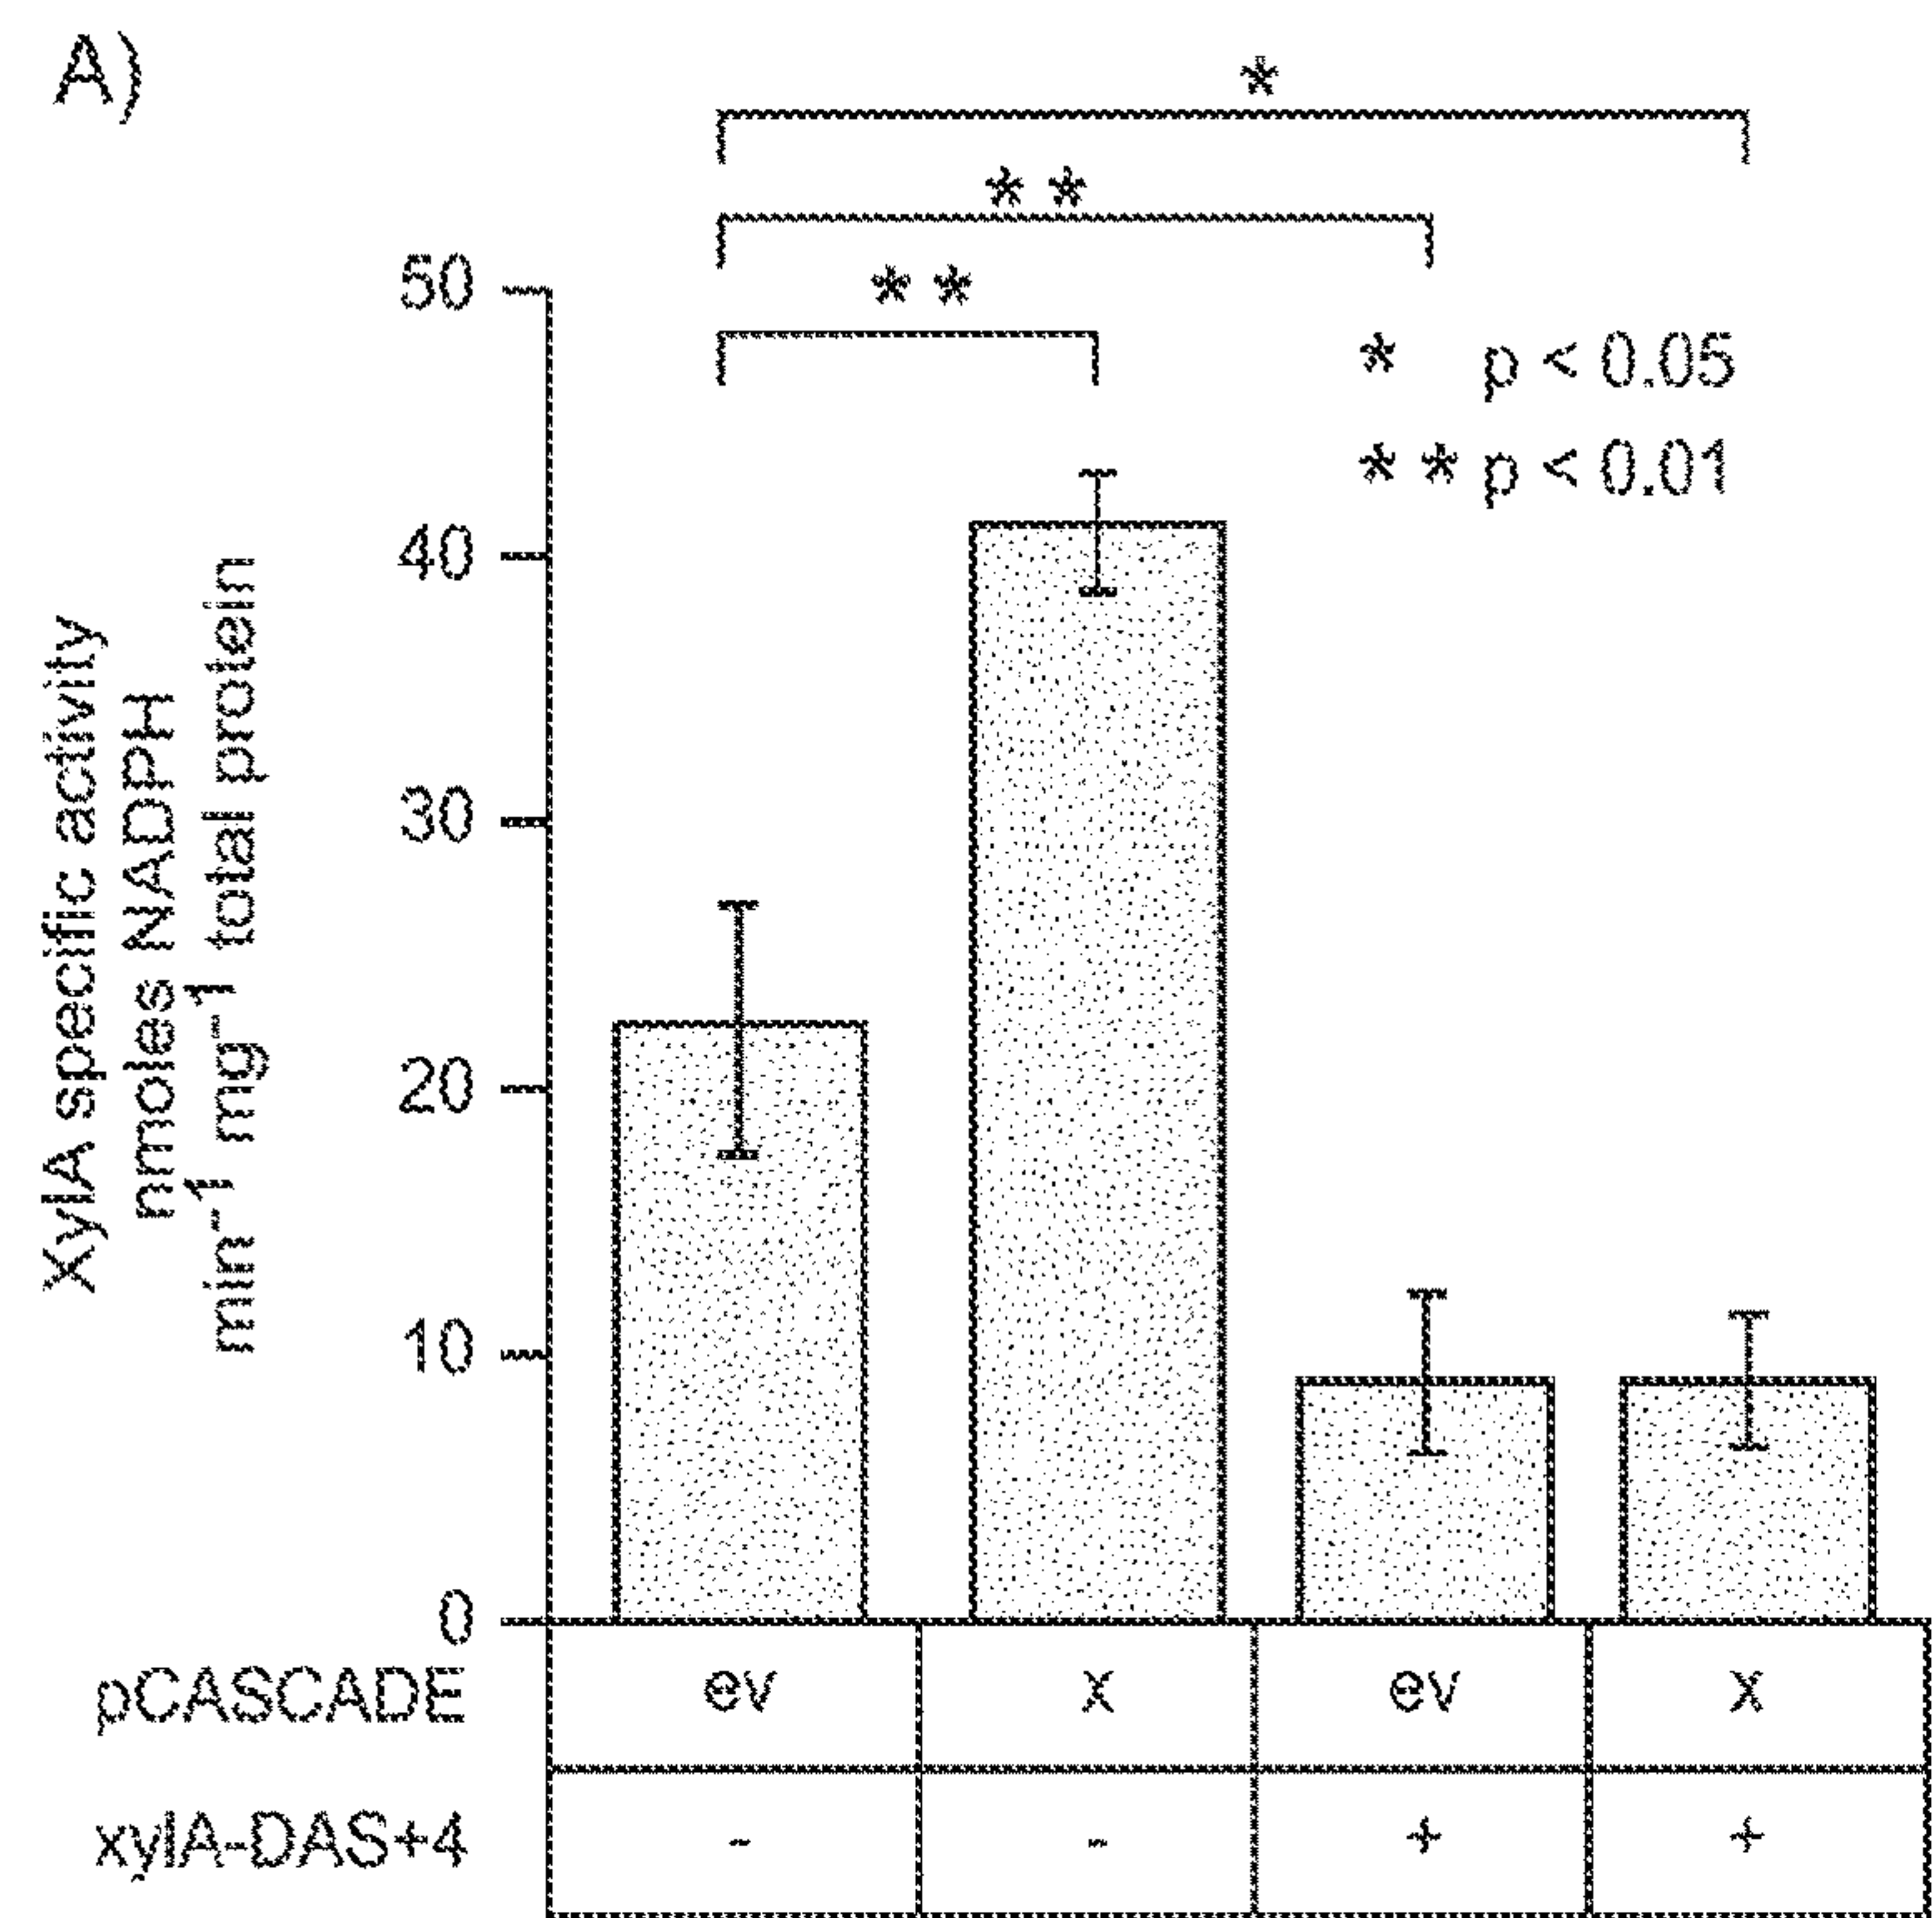 A)
*
* *
* *
* p < 0.05
* * p < 0.01
XylA specific activity
nmoles NADPH
min⁻¹ mg⁻¹ total protein
50
40
30
20
10
0
pCASCADE ev x ev x
xylA-DAS+4 - - + +